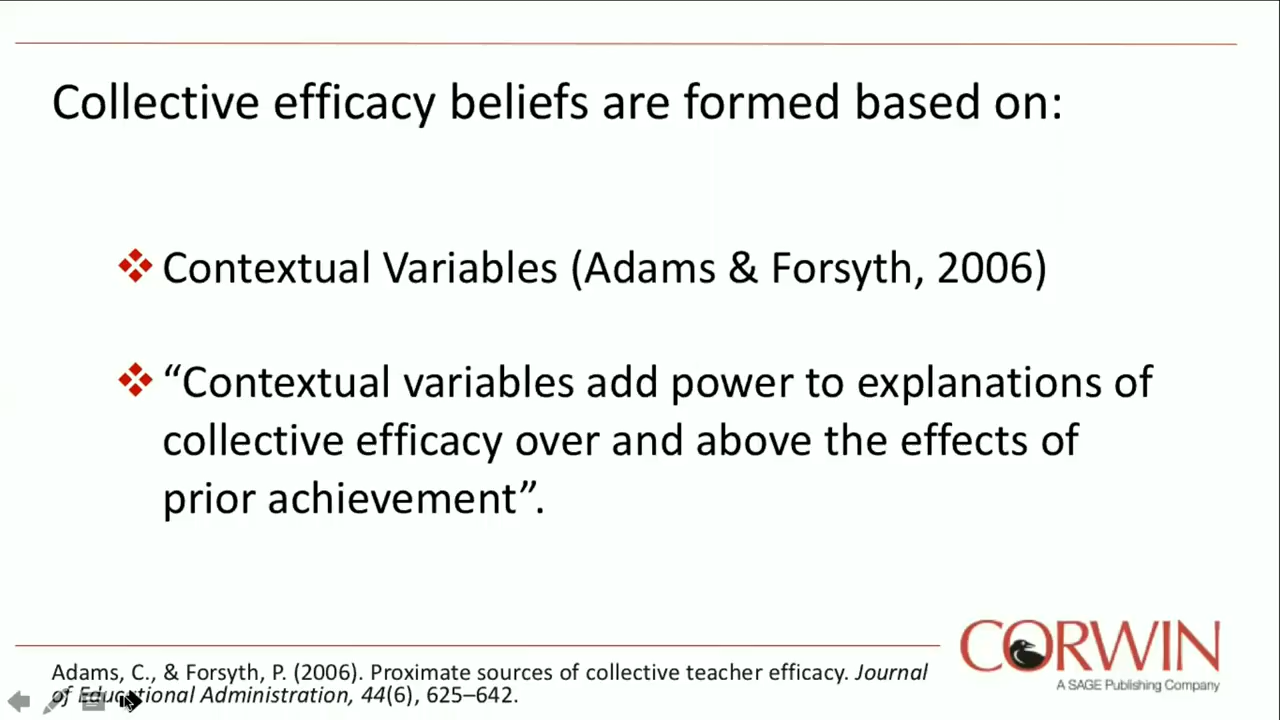 Collective efficacy beliefs are formed based on:
Contextual Variables (Adams & Forsyth, 2006)
“Contextual variables add power to explanations of
collective efficacy over and above the effects of
prior achievement”.
Adams, C., & Forsyth, P. (2006). Proximate sources of collective teacher efficacy. Journal
of Educational Administration, 44(6), 625–642.
CORWIN
A SAGE Publishing Company